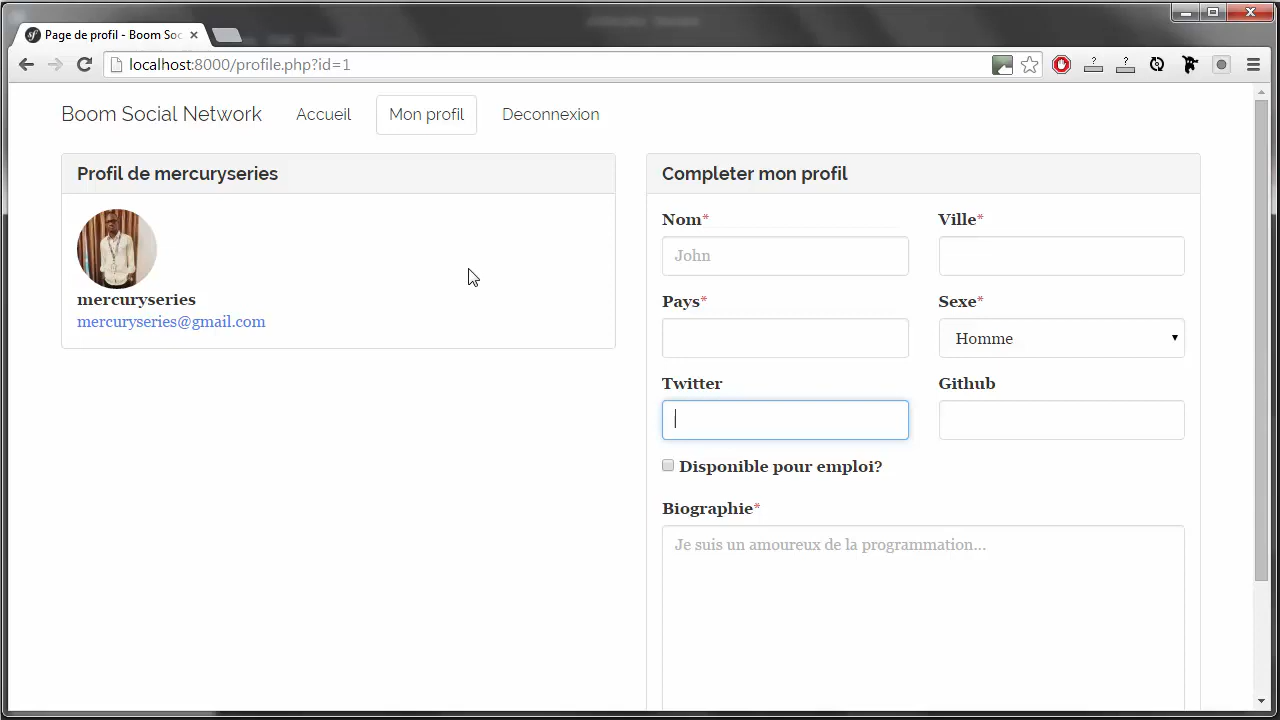 Page de profil - Boom Soc
localhost:8000/profile.php?id=1
Boom Social Network Accueil Mon profil Deconnexion
Profil de mercuryseries
mercuryseries
mercuryseries@gmail.com
Completer mon profil
Nom* Ville*
John
Pays* Sexe*
Homme
Twitter Github
Disponible pour emploi?
Biographie*
Je suis un amoureux de la programmation...